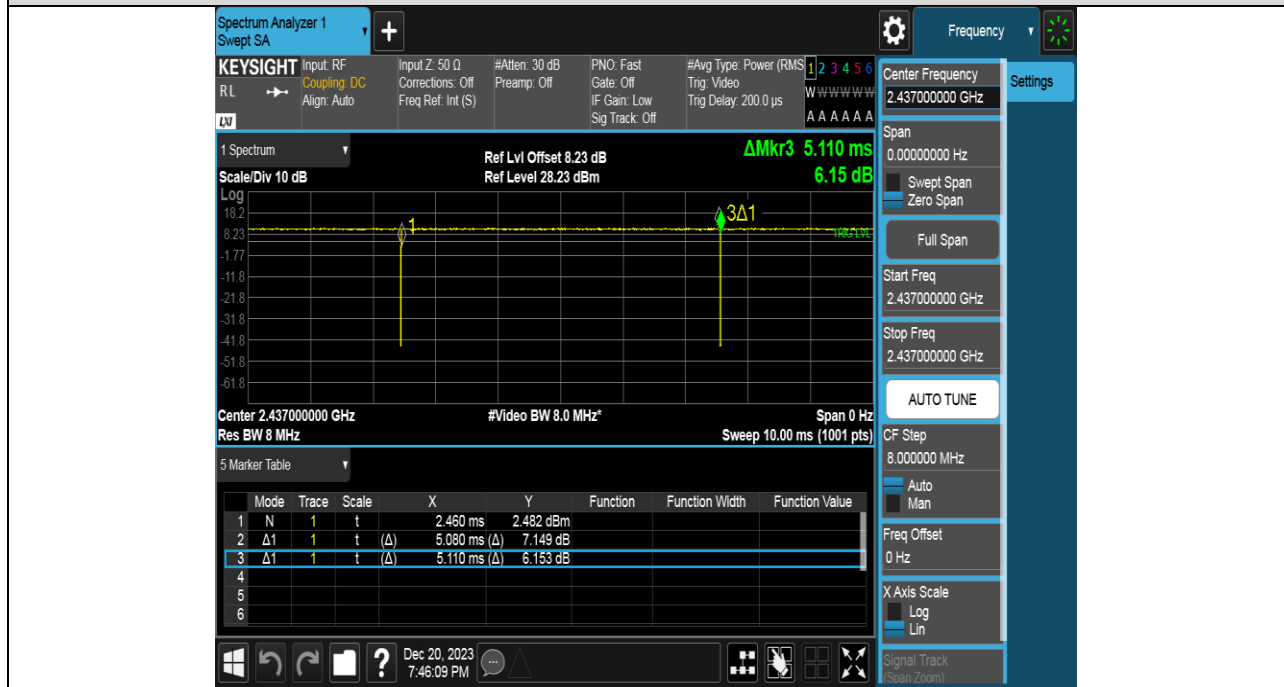 Spectrum Analyzer 1
Swept SA
+
Frequency
KEYSIGHT
RL
LXI
Input: RF
Coupling: DC
Align: Auto
Input Z: 50 Ω
Corrections: Off
Freq Ref: Int (S)
#Atten: 30 dB
Preamp: Off
PNO: Fast
Gate: Off
IF Gain: Low
Sig Track: Off
#Avg Type: Power (RMS
Trig: Video
Trig Delay: 200.0 µs
1 2 3 4 5 6
W W W W W W
A A A A A A
1 Spectrum
Scale/Div 10 dB
Log
Ref Lvl Offset 8.23 dB
Ref Level 28.23 dBm
ΔMkr3 5.110 ms
6.15 dB
18.2
8.23
-1.77
-11.8
-21.8
-31.8
-41.8
-51.8
-61.8
1
3Δ1
TRIG LVL
Center 2.437000000 GHz
#Video BW 8.0 MHz*
Span 0 Hz
Res BW 8 MHz
Sweep 10.00 ms (1001 pts)
5 Marker Table
Mode Trace Scale X Y Function Function Width Function Value
1 N 1 t 2.460 ms 2.482 dBm
2 Δ1 1 t (Δ) 5.080 ms (Δ) 7.149 dB
3 Δ1 1 t (Δ) 5.110 ms (Δ) 6.153 dB
4
5
6
?
Dec 20, 2023
7:46:09 PM
Center Frequency
2.437000000 GHz
Settings
Span
0.00000000 Hz
Swept Span
Zero Span
Full Span
Start Freq
2.437000000 GHz
Stop Freq
2.437000000 GHz
AUTO TUNE
CF Step
8.000000 MHz
Auto
Man
Freq Offset
0 Hz
X Axis Scale
Log
Lin
Signal Track
(Span Zoom)